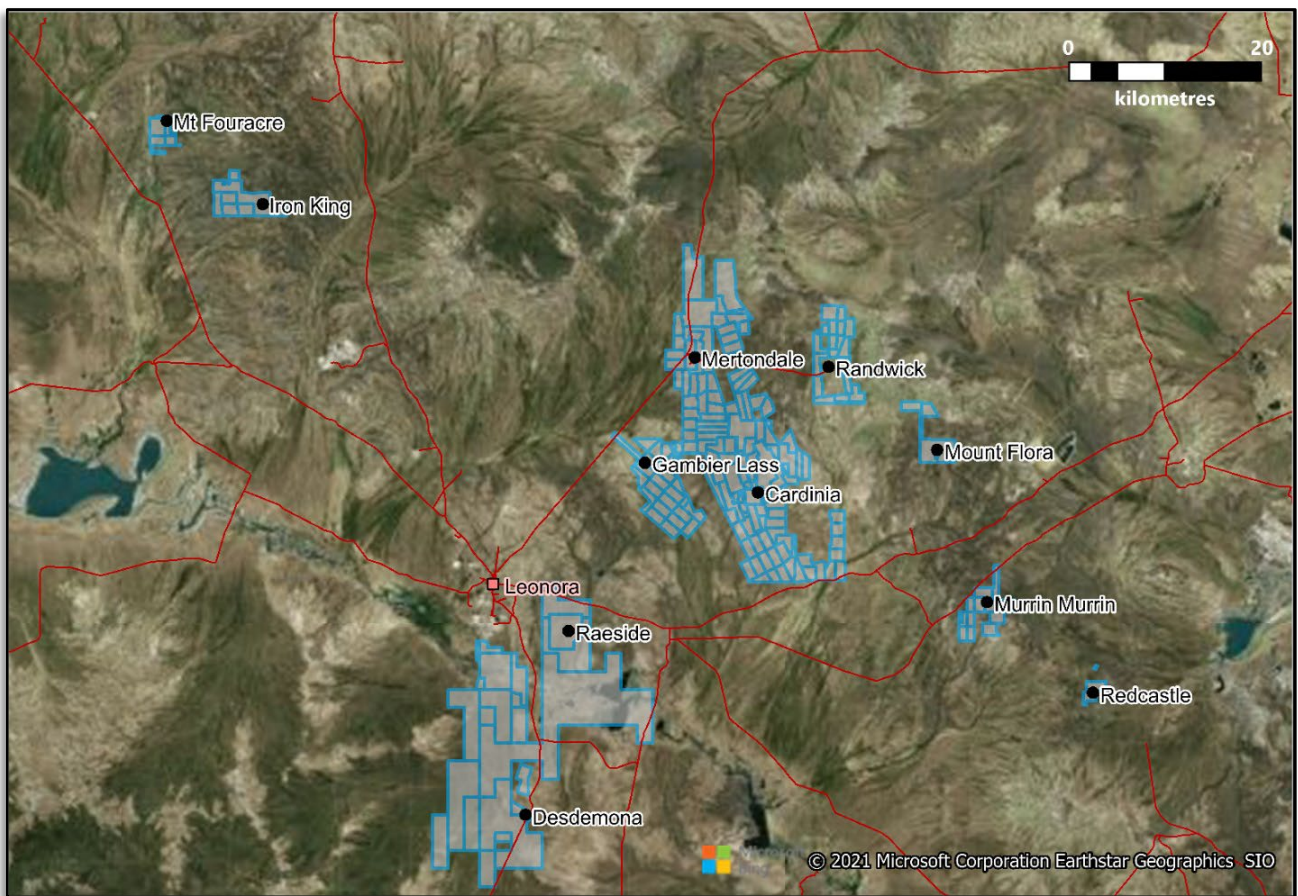 0 20
kilometres
Mt Fouracre
Iron King
Mertondale
Randwick
Mount Flora
Gambier Lass
Cardinia
Leonora
Murrin Murrin
Raeside
Redcastle
Desdemona
© 2021 Microsoft Corporation Earthstar Geographics SIO